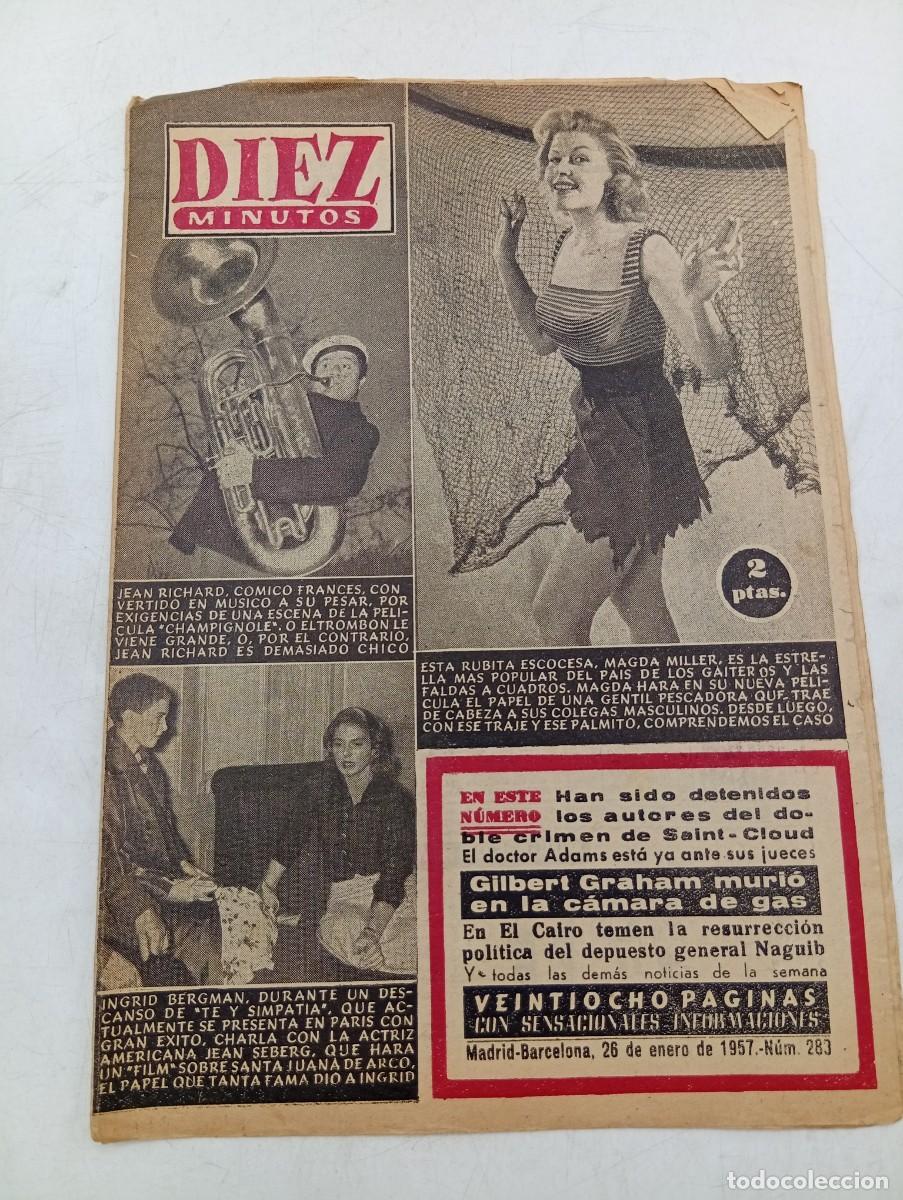 DIEZ
MINUTOS
JEAN RICHARD, COMICO FRANCES, CON
VERTIDO EN MUSICO A SU PESAR, POR
EXIGENCIAS DE UNA ESCENA DE LA PELI
CULA "CHAMPIGNOLE". O EL TROMBON LE
VIENE GRANDE, O, POR EL CONTRARIO,
JEAN RICHARD ES DEMASIADO CHICO
2
ptas.
ESTA RUBITA ESCOCESA, MAGDA MILLER, ES LA ESTRE-
LLA MAS POPULAR DEL PAIS DE LOS GAITEROS Y LAS
FALDAS A CUADROS. MAGDA HARA EN SU NUEVA PELI-
CULA EL PAPEL DE UNA GENTIL PESCADORA QUE TRAE
DE CABEZA A SUS COLEGAS MASCULINOS. DESDE LUEGO,
CON ESE TRAJE Y ESE PALMITO, COMPRENDEMOS EL CASO
INGRID BERGMAN, DURANTE UN DES-
CANSO DE "TE Y SIMPATIA", QUE AC-
TUALMENTE SE PRESENTA EN PARIS CON
GRAN EXITO, CHARLA CON LA ACTRIZ
AMERICANA JEAN SEBERG, QUE HARA
UN "FILM" SOBRE SANTA JUANA DE ARCO,
EL PAPEL QUE TANTA FAMA DIO A INGRID
EN ESTE Han sido detenidos
NÚMERO los autores del do-
ble crimen de Saint-Cloud
El doctor Adams está ya ante sus jueces
Gilbert Graham murió
en la cámara de gas
En El Cairo temen la resurrección
política del depuesto general Naguib
Y todas las demás noticias de la semana
VEINTIOCHO PAGINAS
CON SENSACIONALES INFORMACIONES
Madrid-Barcelona, 26 de enero de 1957.-Núm. 283
todocoleccion